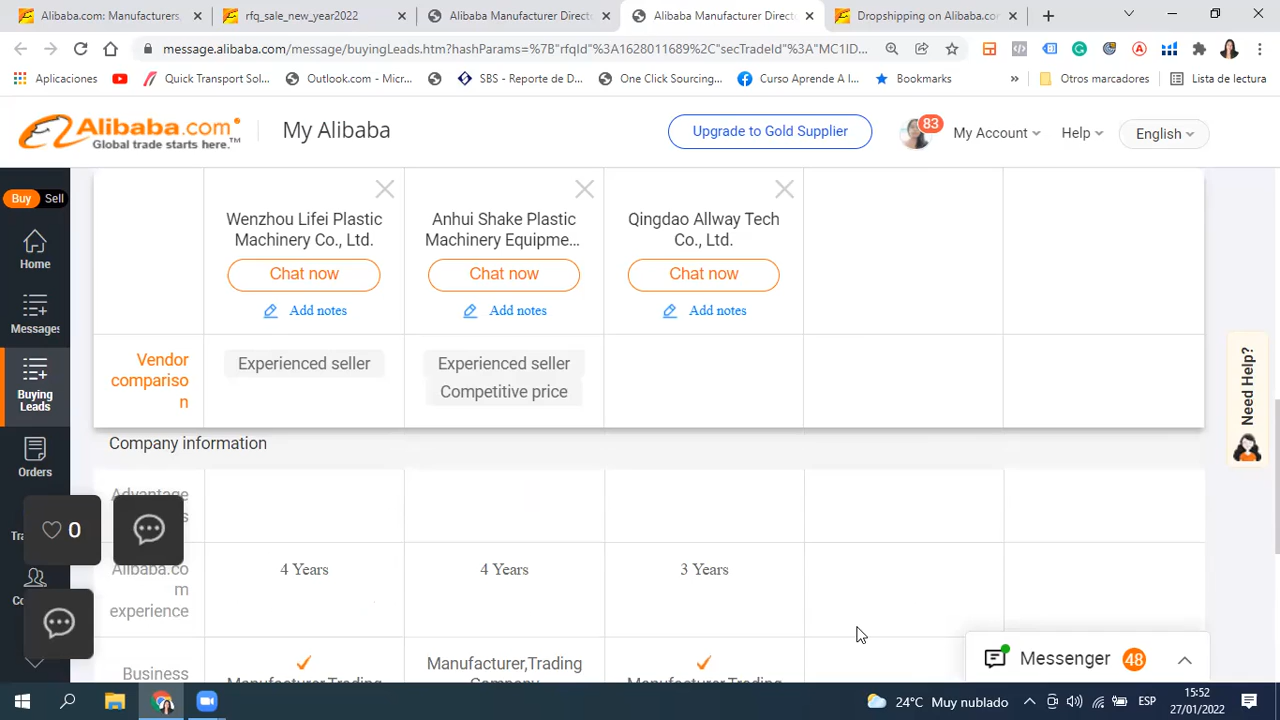 Alibaba.com: Manufacturers,
rfq_sale_new_year2022
Alibaba Manufacturer Direct
Alibaba Manufacturer Direct
Dropshipping on Alibaba.co
message.alibaba.com/message/buyingLeads.htm?hashParams=%7B"rfqId"%3A1628011689%2C"secTradeId"%3A"MC1ID...
Aplicaciones
Quick Transport Sol...
Outlook.com - Micr...
SBS - Reporte de D...
One Click Sourcing...
Curso Aprende A I...
Bookmarks
»
Otros marcadores
Lista de lectura
Alibaba.com
Global trade starts here.™
My Alibaba
Upgrade to Gold Supplier
83
My Account
Help
English
Buy
Sell
Home
Messages
Buying
Leads
Orders
0
Wenzhou Lifei Plastic
Machinery Co., Ltd.
Chat now
Add notes
Anhui Shake Plastic
Machinery Equipme...
Chat now
Add notes
Qingdao Allway Tech
Co., Ltd.
Chat now
Add notes
Vendor
compariso
n
Experienced seller
Experienced seller
Competitive price
Company information
Advantage
s
Alibaba.co
m
experience
4 Years
4 Years
3 Years
Business
Manufacturer,Trading
Manufacturer,Trading
Company
Manufacturer,Trading
Need Help?
Messenger
48
24°C Muy nublado
ESP
15:52
27/01/2022